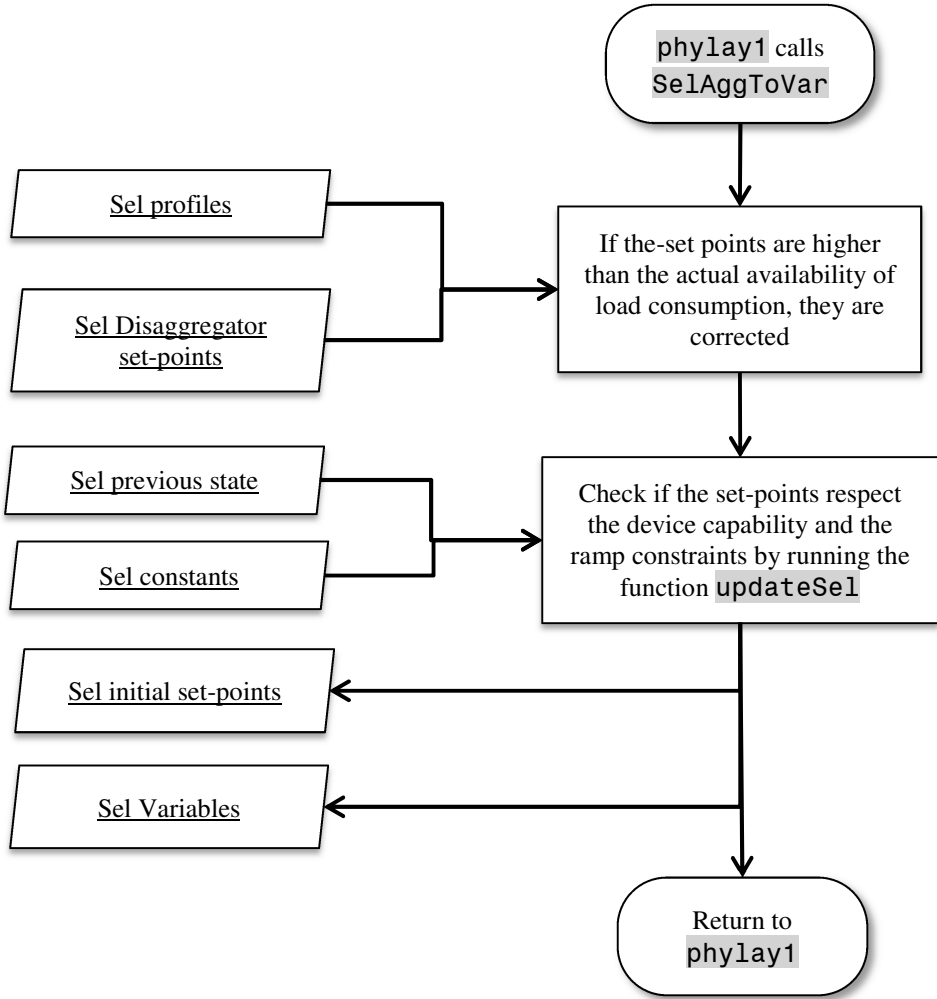 phylay1 calls
SelAggToVar
Sel profiles
If the-set points are higher
than the actual availability of
load consumption, they are
corrected
Sel Disaggregator
set-points
Sel previous state
Check if the set-points respect
the device capability and the
ramp constraints by running the
function updateSel
Sel constants
Sel initial set-points
Sel Variables
Return to
phylay1